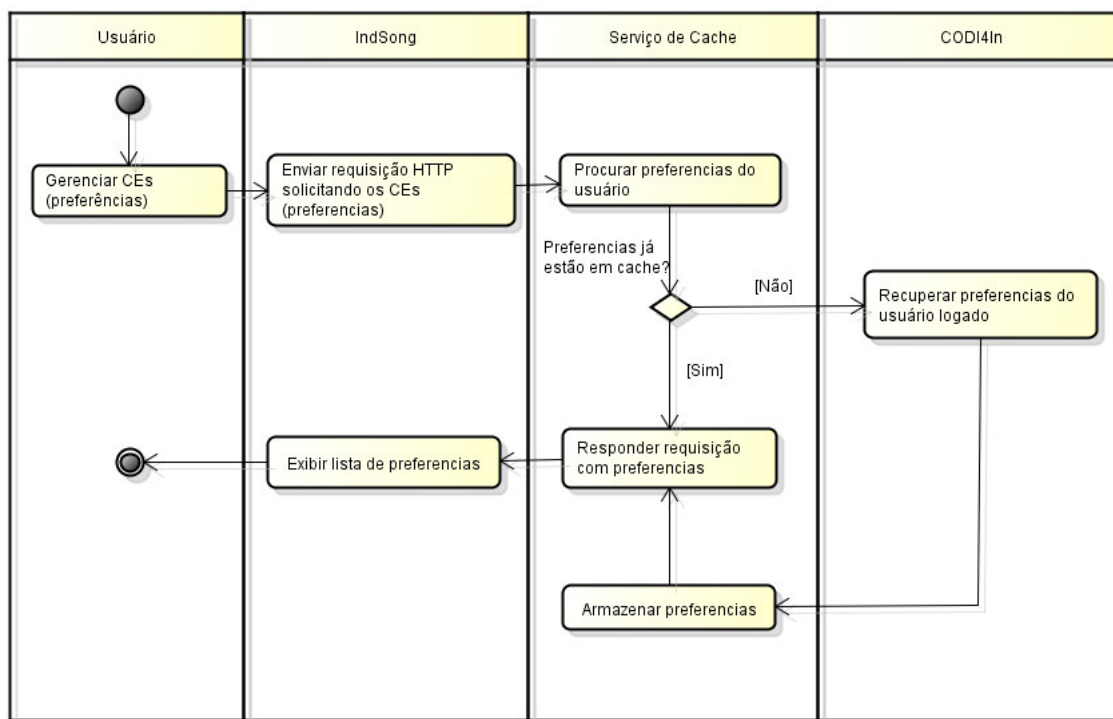 Usuário
IndSong
Serviço de Cache
CODI4In
Gerenciar CEs
(preferências)
Enviar requisição HTTP
solicitando os CEs
(preferencias)
Procurar preferencias do
usuário
Preferencias já
estão em cache?
[Não]
Recuperar preferencias do
usuário logado
[Sim]
Responder requisição
com preferencias
Exibir lista de preferencias
Armazenar preferencias